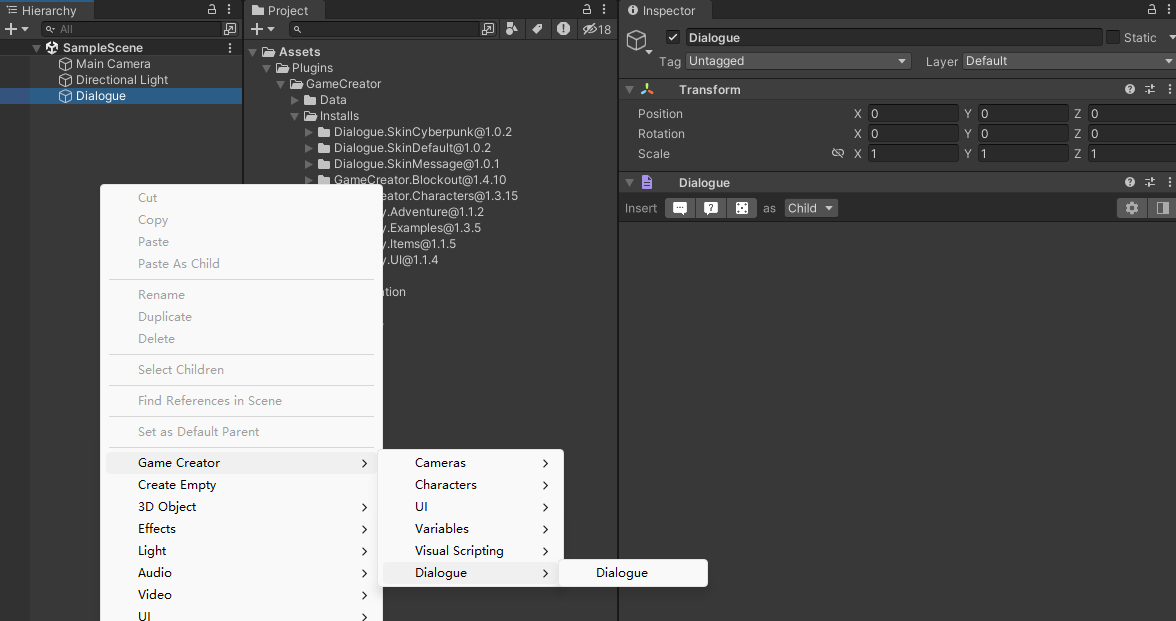 Hierarchy
All
SampleScene
Main Camera
Directional Light
Dialogue
Cut
Copy
Paste
Paste As Child
Rename
Duplicate
Delete
Select Children
Find References in Scene
Set as Default Parent
Game Creator
Create Empty
3D Object
Effects
Light
Audio
Video
UI
Cameras
Characters
UI
Variables
Visual Scripting
Dialogue
Dialogue
Project
18
Assets
Plugins
GameCreator
Data
Installs
Dialogue.SkinCyberpunk@1.0.2
Dialogue.SkinDefault@1.0.2
Dialogue.SkinMessage@1.0.1
GameCreator.Blockout@1.4.10
eator.Characters@1.3.15
y.Adventure@1.1.2
y.Examples@1.3.5
y.Items@1.1.5
y.UI@1.1.4
ation
Inspector
Dialogue
Static
Tag Untagged Layer Default
Transform
Position X 0 Y 0 Z 0
Rotation X 0 Y 0 Z 0
Scale X 1 Y 1 Z 1
Dialogue
Insert as Child